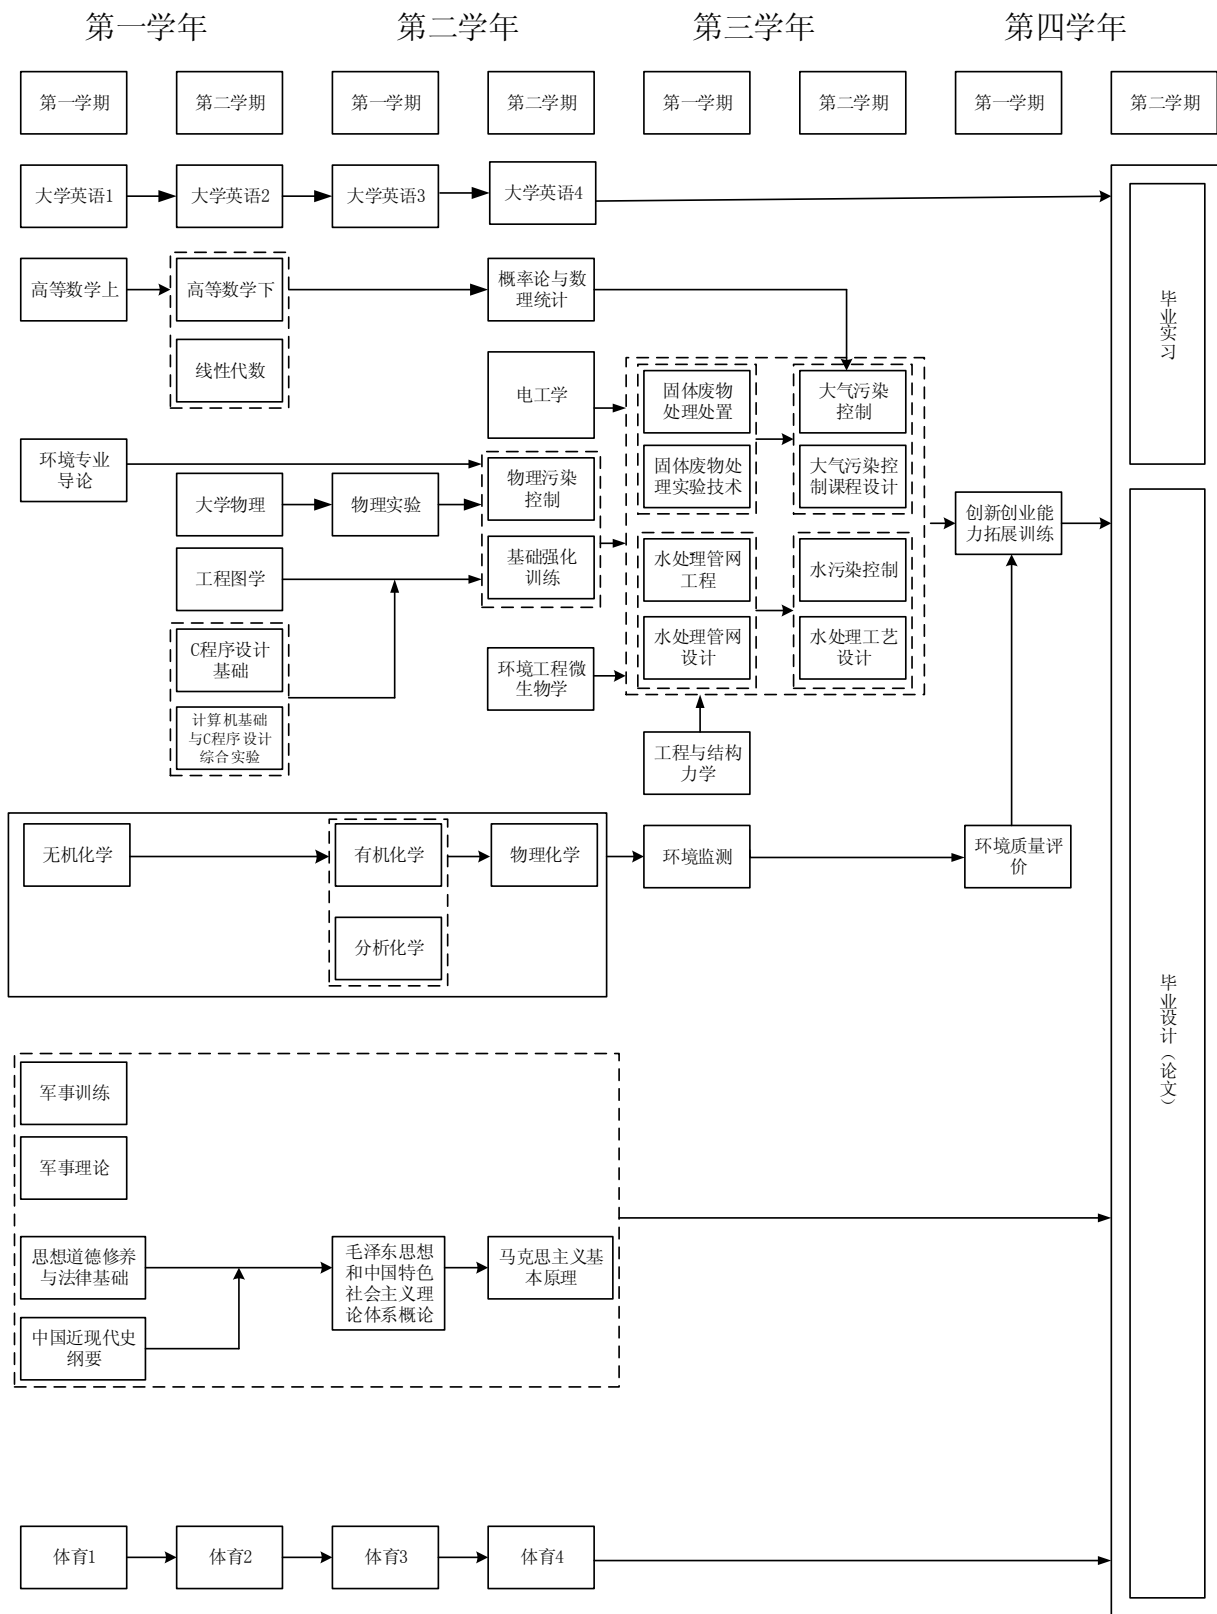 第一学年
第二学年
第三学年
第四学年
第一学期
第二学期
第一学期
第二学期
第一学期
第二学期
第一学期
第二学期
大学英语1
大学英语2
大学英语3
大学英语4
高等数学上
高等数学下
概率论与数
理统计
毕业实习
线性代数
电工学
固体废物
处理处置
大气污染
控制
环境专业
导论
物理污染
控制
固体废物处
理实验技术
大气污染控
制课程设计
大学物理
物理实验
创新创业能
力拓展训练
工程图学
基础强化
训练
水处理管网
工程
水污染控制
C程序设计
基础
环境工程微
生物学
水处理管网
设计
水处理工艺
设计
计算机基础
与C程序设计
综合实验
工程与结构
力学
无机化学
有机化学
物理化学
环境监测
环境质量评
价
分析化学
毕业设计（论文）
军事训练
军事理论
思想道德修养
与法律基础
毛泽东思想
和中国特色
社会主义理
论体系概论
马克思主义基
本原理
中国近现代史
纲要
体育1
体育2
体育3
体育4